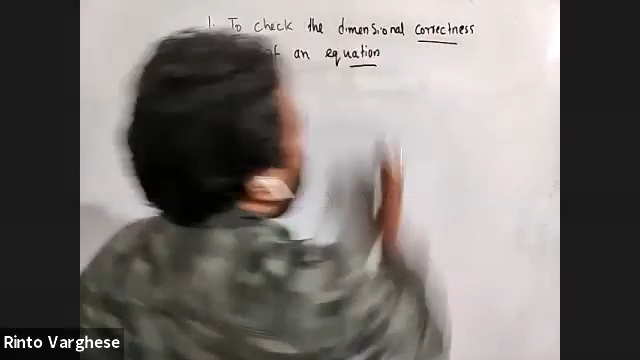 1. To check the dimensional correctness
of an equation
Rinto Varghese